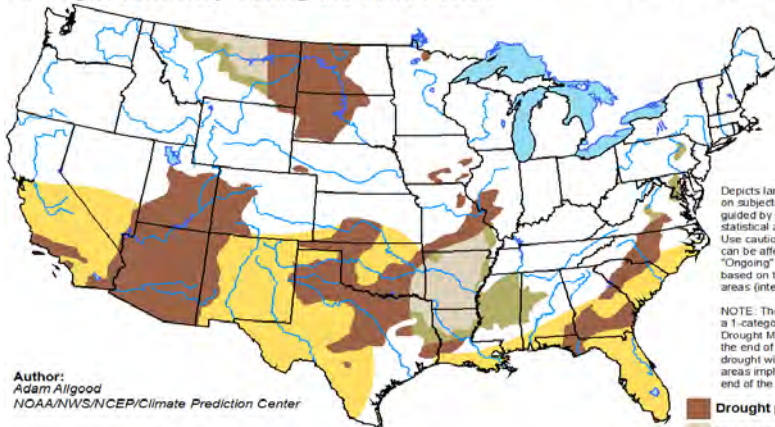 Author:
Adam Allgood
NOAA/NWS/NCEP/Climate Prediction Center
Depicts lar
on subject
guided by
statistical a
Use cautio
can be affe
"Ongoing"
based on t
areas (inte
NOTE: Th
a 1-catego
Drought M
the end of
drought wi
areas impl
end of the
Drought